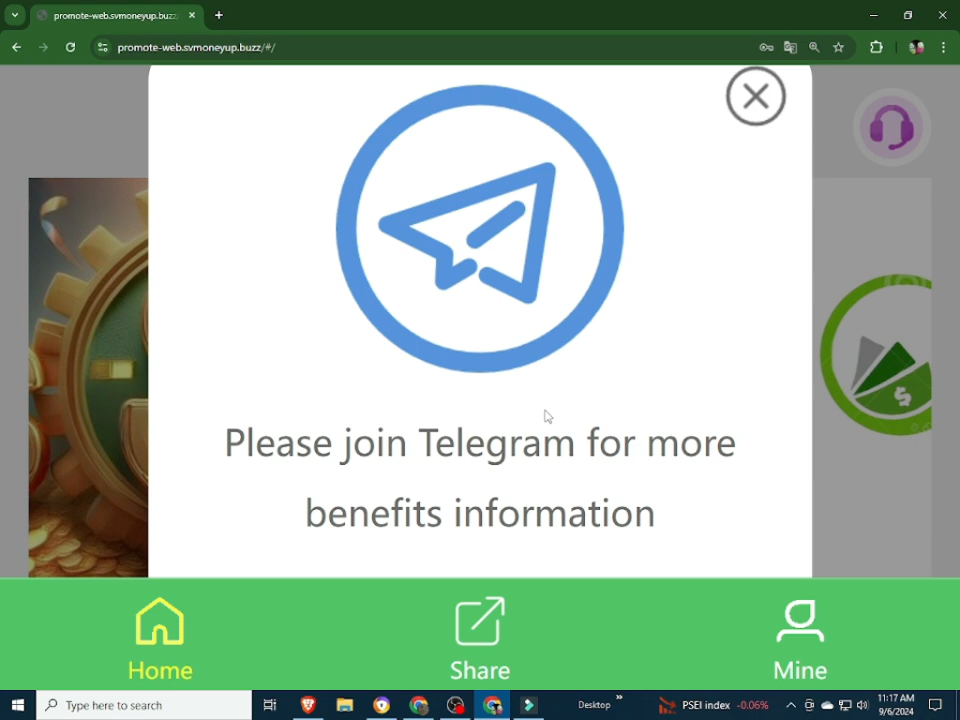 promote-web.svmoneyup.buzz/
promote-web.svmoneyup.buzz/#/
Please join Telegram for more
benefits information
Home
Share
Mine
Type here to search
Desktop
PSEI index -0.06%
11:17 AM
9/6/2024